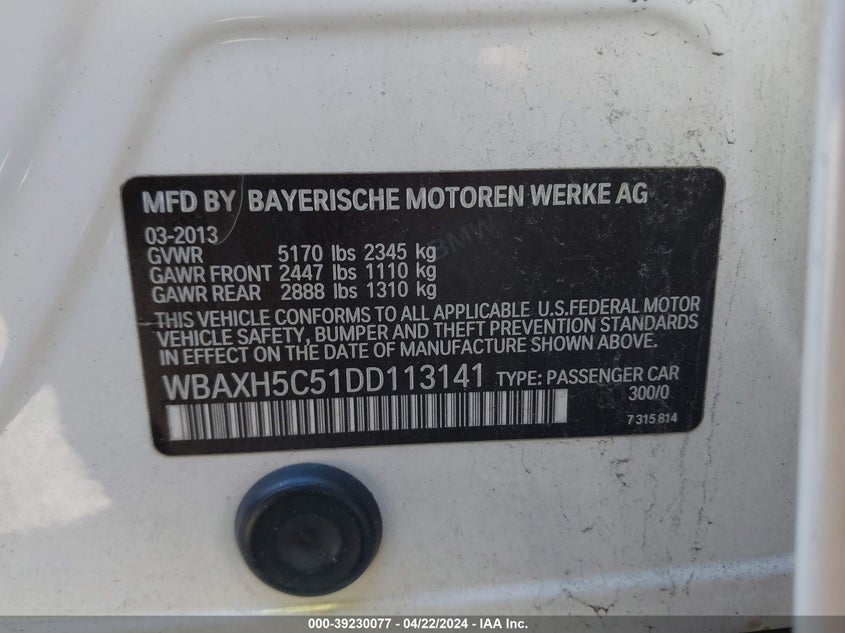 MFD BY BAYERISCHE MOTOREN WERKE AG
03-2013
GVWR 5170 lbs 2345 kg
GAWR FRONT 2447 lbs 1110 kg
GAWR REAR 2888 lbs 1310 kg
BMW
THIS VEHICLE CONFORMS TO ALL APPLICABLE U.S.FEDERAL MOTOR
VEHICLE SAFETY, BUMPER AND THEFT PREVENTION STANDARDS
IN EFFECT ON THE DATE OF MANUFACTURE SHOWN ABOVE.
WBAXH5C51DD113141 TYPE: PASSENGER CAR
300/0
7 315 814
000-39230077 - 04/22/2024 - IAA Inc.